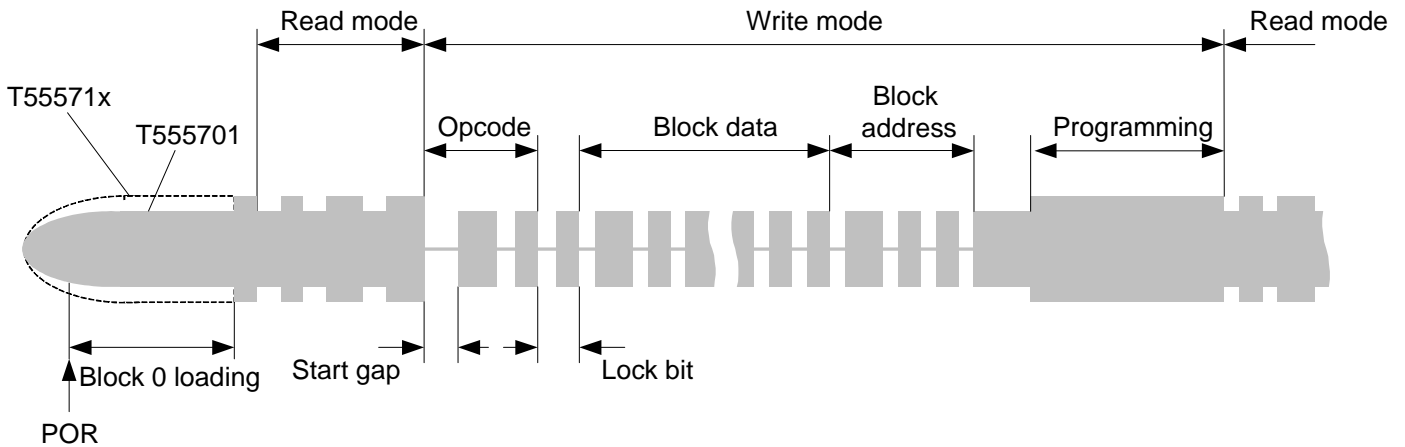 Read mode
Write mode
Read mode
T55571x
T555701
Opcode
Block data
Block
address
Programming
Block 0 loading
Start gap
Lock bit
POR